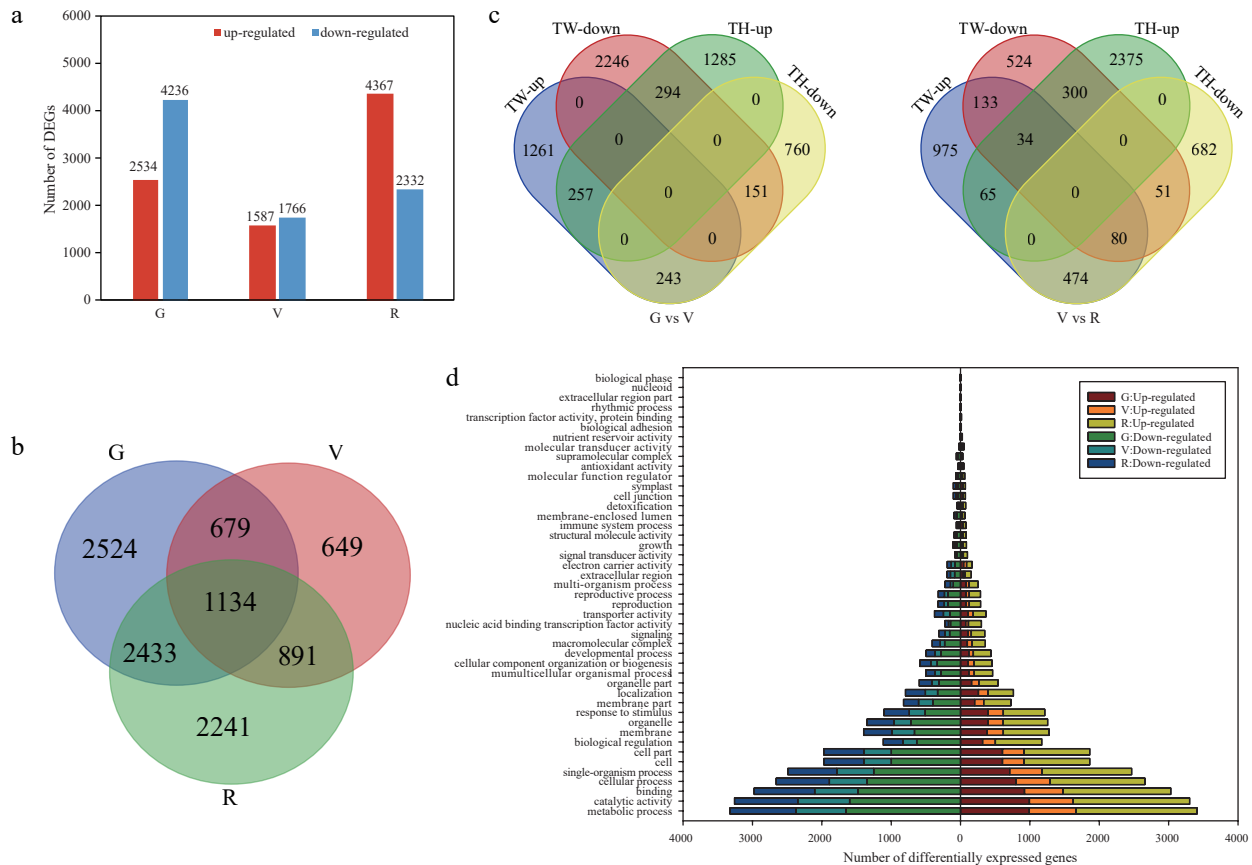 a
6000
5000
4000
3000
2000
1000
0
Number of DEGs
up-regulated down-regulated
2534
4236
1587
1766
4367
2332
G V R
c
TW-down TH-up
TW-up TH-down
2246 1285
0 294 0
1261 0 0 760
257 0 151
0 0
243
G vs V
TW-down TH-up
TW-up TH-down
524 2375
133 300 0
975 34 0 682
65 0 51
0 80
474
V vs R
b
G V
2524 679 649
1134
2433 891
2241
R
d
biological phase
nucleoid
extracellular region part
rhythmic process
transcription factor activity, protein binding
biological adhesion
nutrient reservoir activity
molecular transducer activity
supramolecular complex
antioxidant activity
molecular function regulator
symplast
cell junction
detoxification
membrane-enclosed lumen
immune system process
structural molecule activity
growth
signal transducer activity
electron carrier activity
extracellular region
multi-organism process
reproductive process
reproduction
transporter activity
nucleic acid binding transcription factor activity
signaling
macromolecular complex
developmental process
cellular component organization or biogenesis
mumulticellular organismal process
organelle part
localization
membrane part
response to stimulus
organelle
membrane
biological regulation
cell part
cell
single-organism process
cellular process
binding
catalytic activity
metabolic process
G:Up-regulated
V:Up-regulated
R:Up-regulated
G:Down-regulated
V:Down-regulated
R:Down-regulated
4000 3000 2000 1000 0 1000 2000 3000 4000
Number of differentially expressed genes